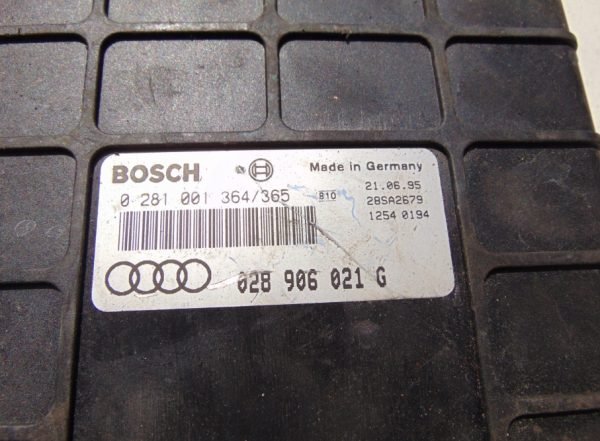 BOSCH Made in Germany
0 281 001 364/365 B10 21.06.95
28SA2679
1254 0194
028 906 021 G